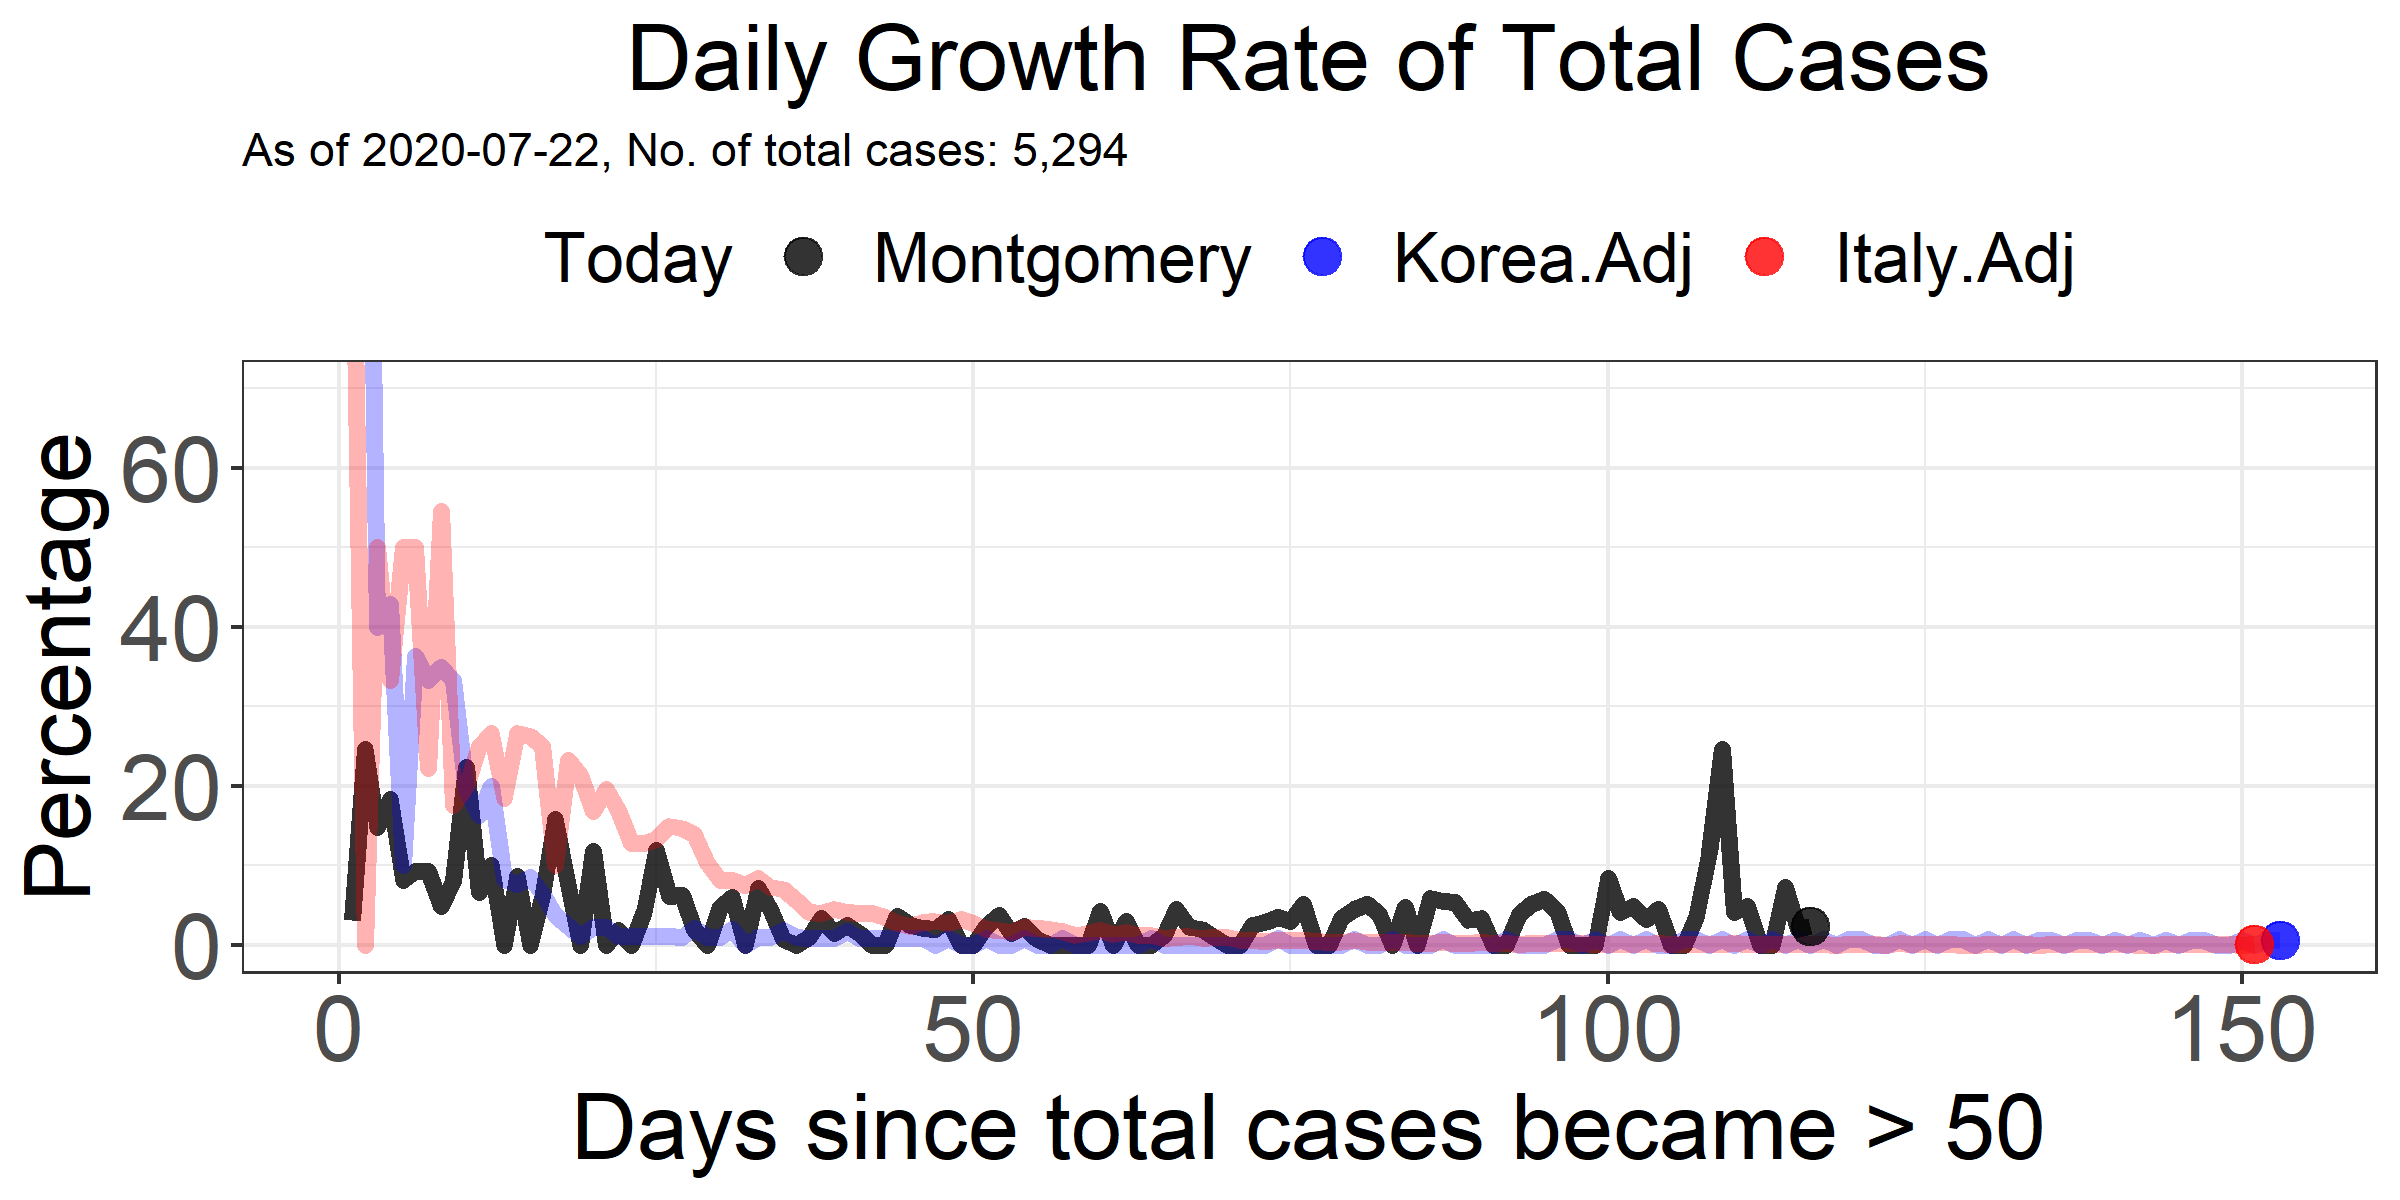 Daily Growth Rate of Total Cases
As of 2020-07-22, No. of total cases: 5,294
Today Montgomery Korea.Adj Italy.Adj
Percentage
60
40
20
0
0 50 100 150
Days since total cases became > 50